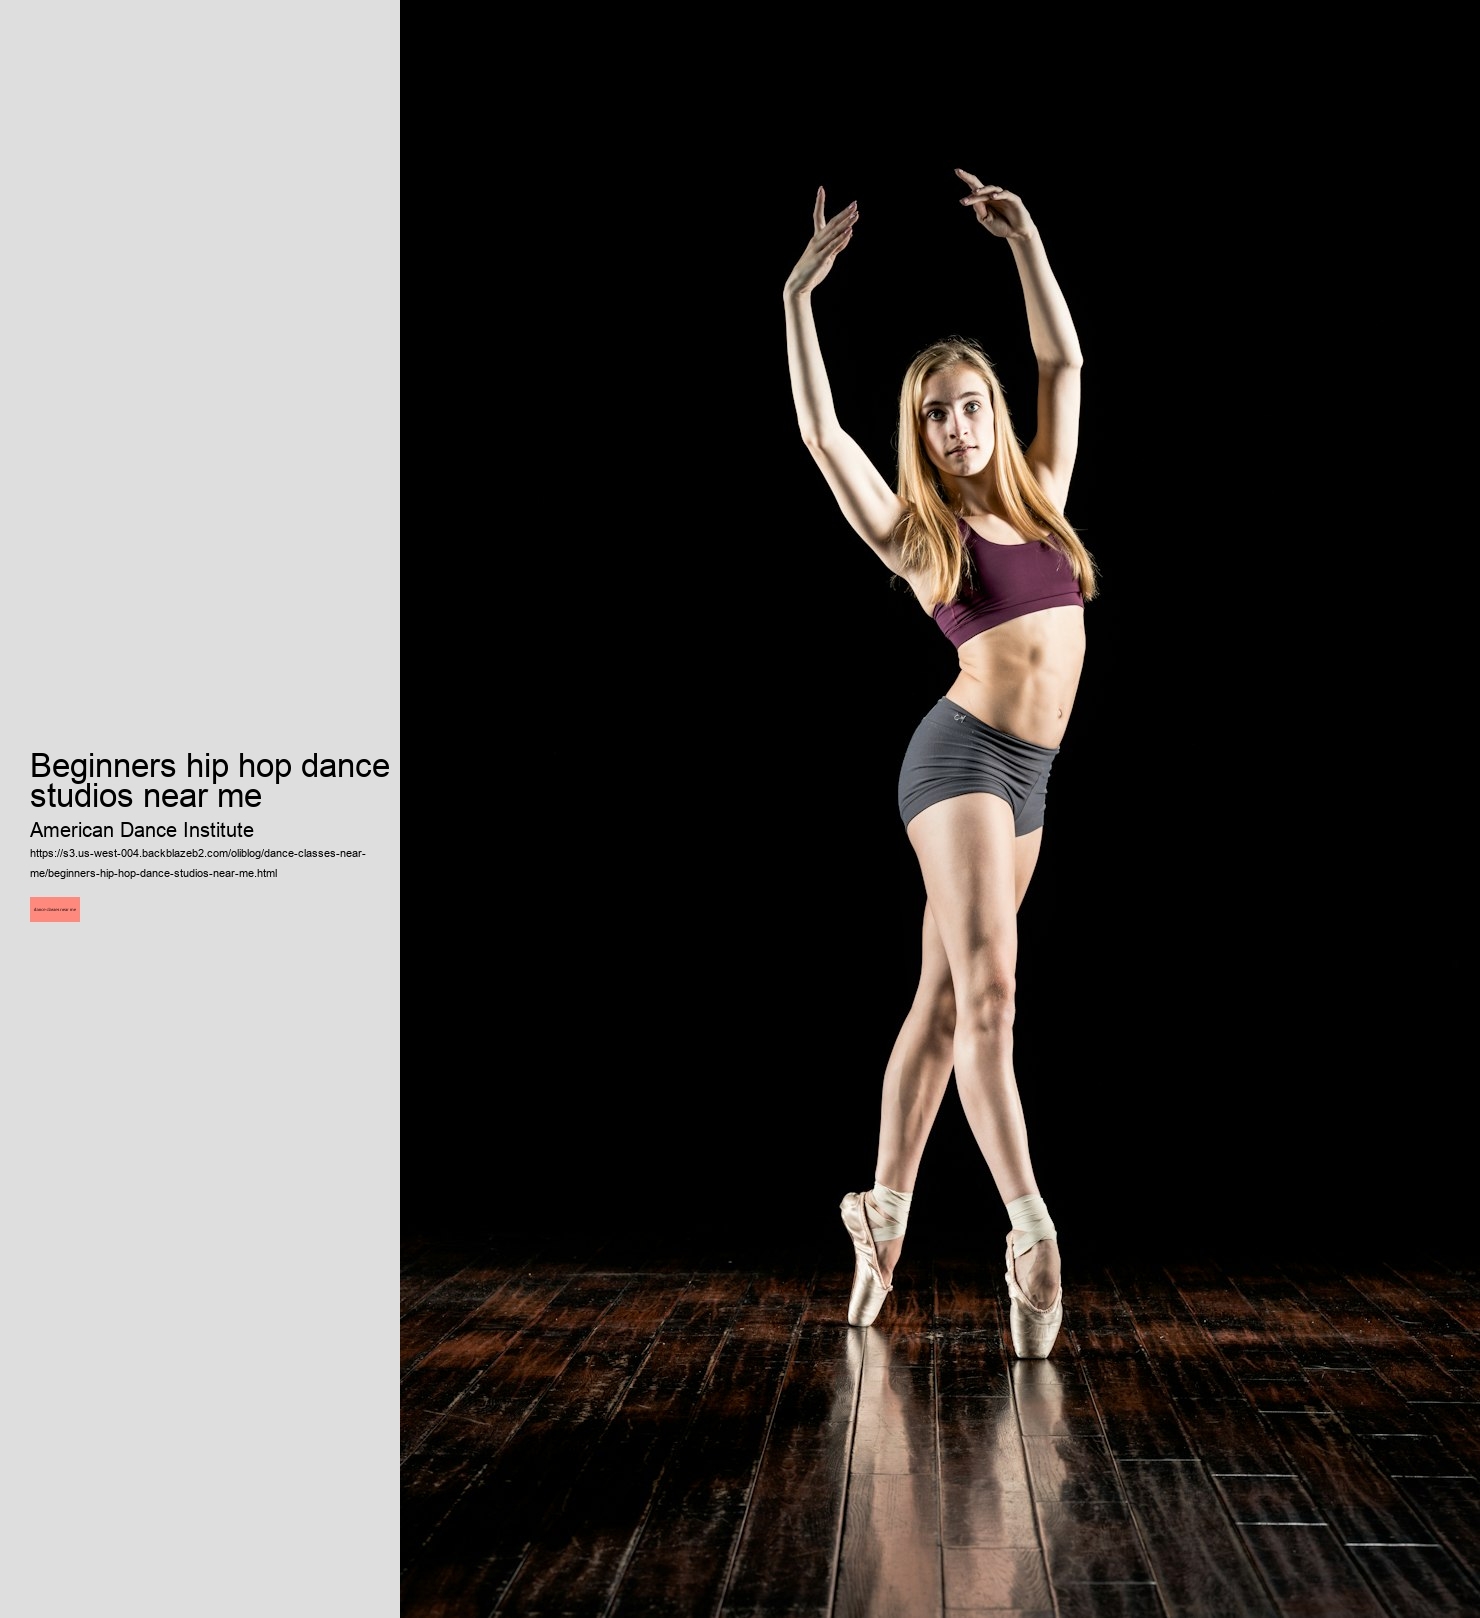 Beginners hip hop dance
studios near me
American Dance Institute
https://s3.us-west-004.backblazeb2.com/oliblog/dance-classes-near-
me/beginners-hip-hop-dance-studios-near-me.html
dance classes near me